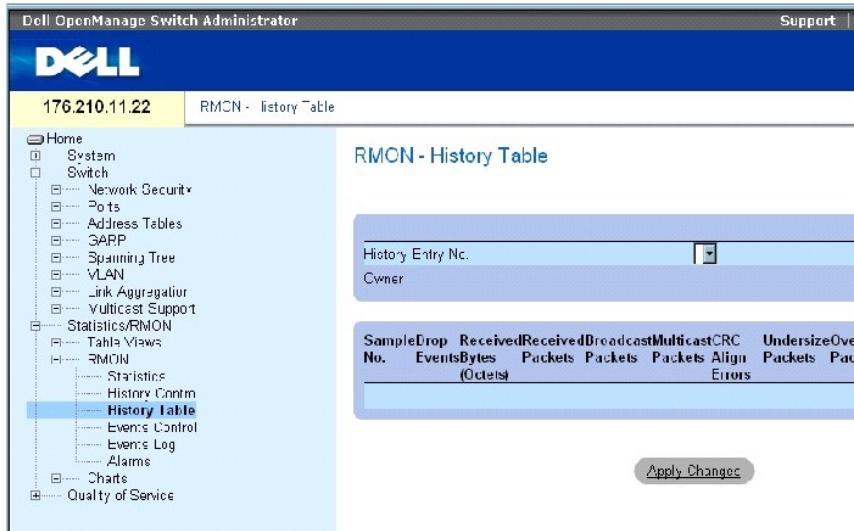 Dell OpenManage Switch Administrator Support
DELL
176.210.11.22 RMON - History Table
Home
System
Switch
Network Security
Ports
Address Tables
GARP
Spanning Tree
VLAN
Link Aggregation
Multicast Support
Statistics/RMON
Table Views
RMON
Statistics
History Control
History Table
Events Control
Events Log
Alarms
Charts
Quality of Service
RMON - History Table
History Entry No.
Owner
Sample No. Drop Events Received Bytes (Octets) Received Packets Broadcast Packets Multicast Packets CRC Align Errors Undersize Packets Ove Pac
Apply Changes